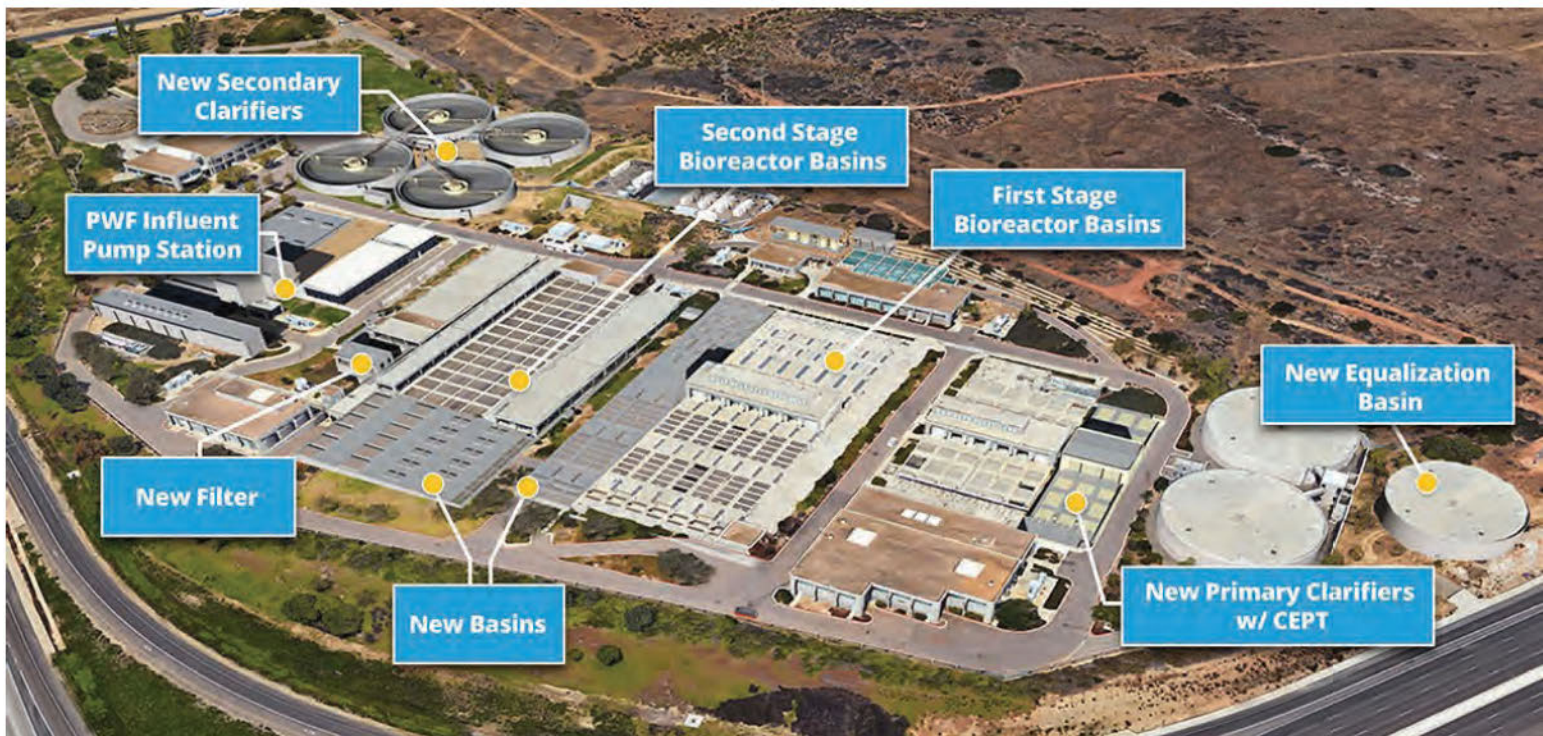 New Secondary
Clarifiers
Second Stage
Bioreactor Basins
First Stage
Bioreactor Basins
PWF Influent
Pump Station
New Equalization
Basin
New Filter
New Basins
New Primary Clarifiers
w/ CEPT